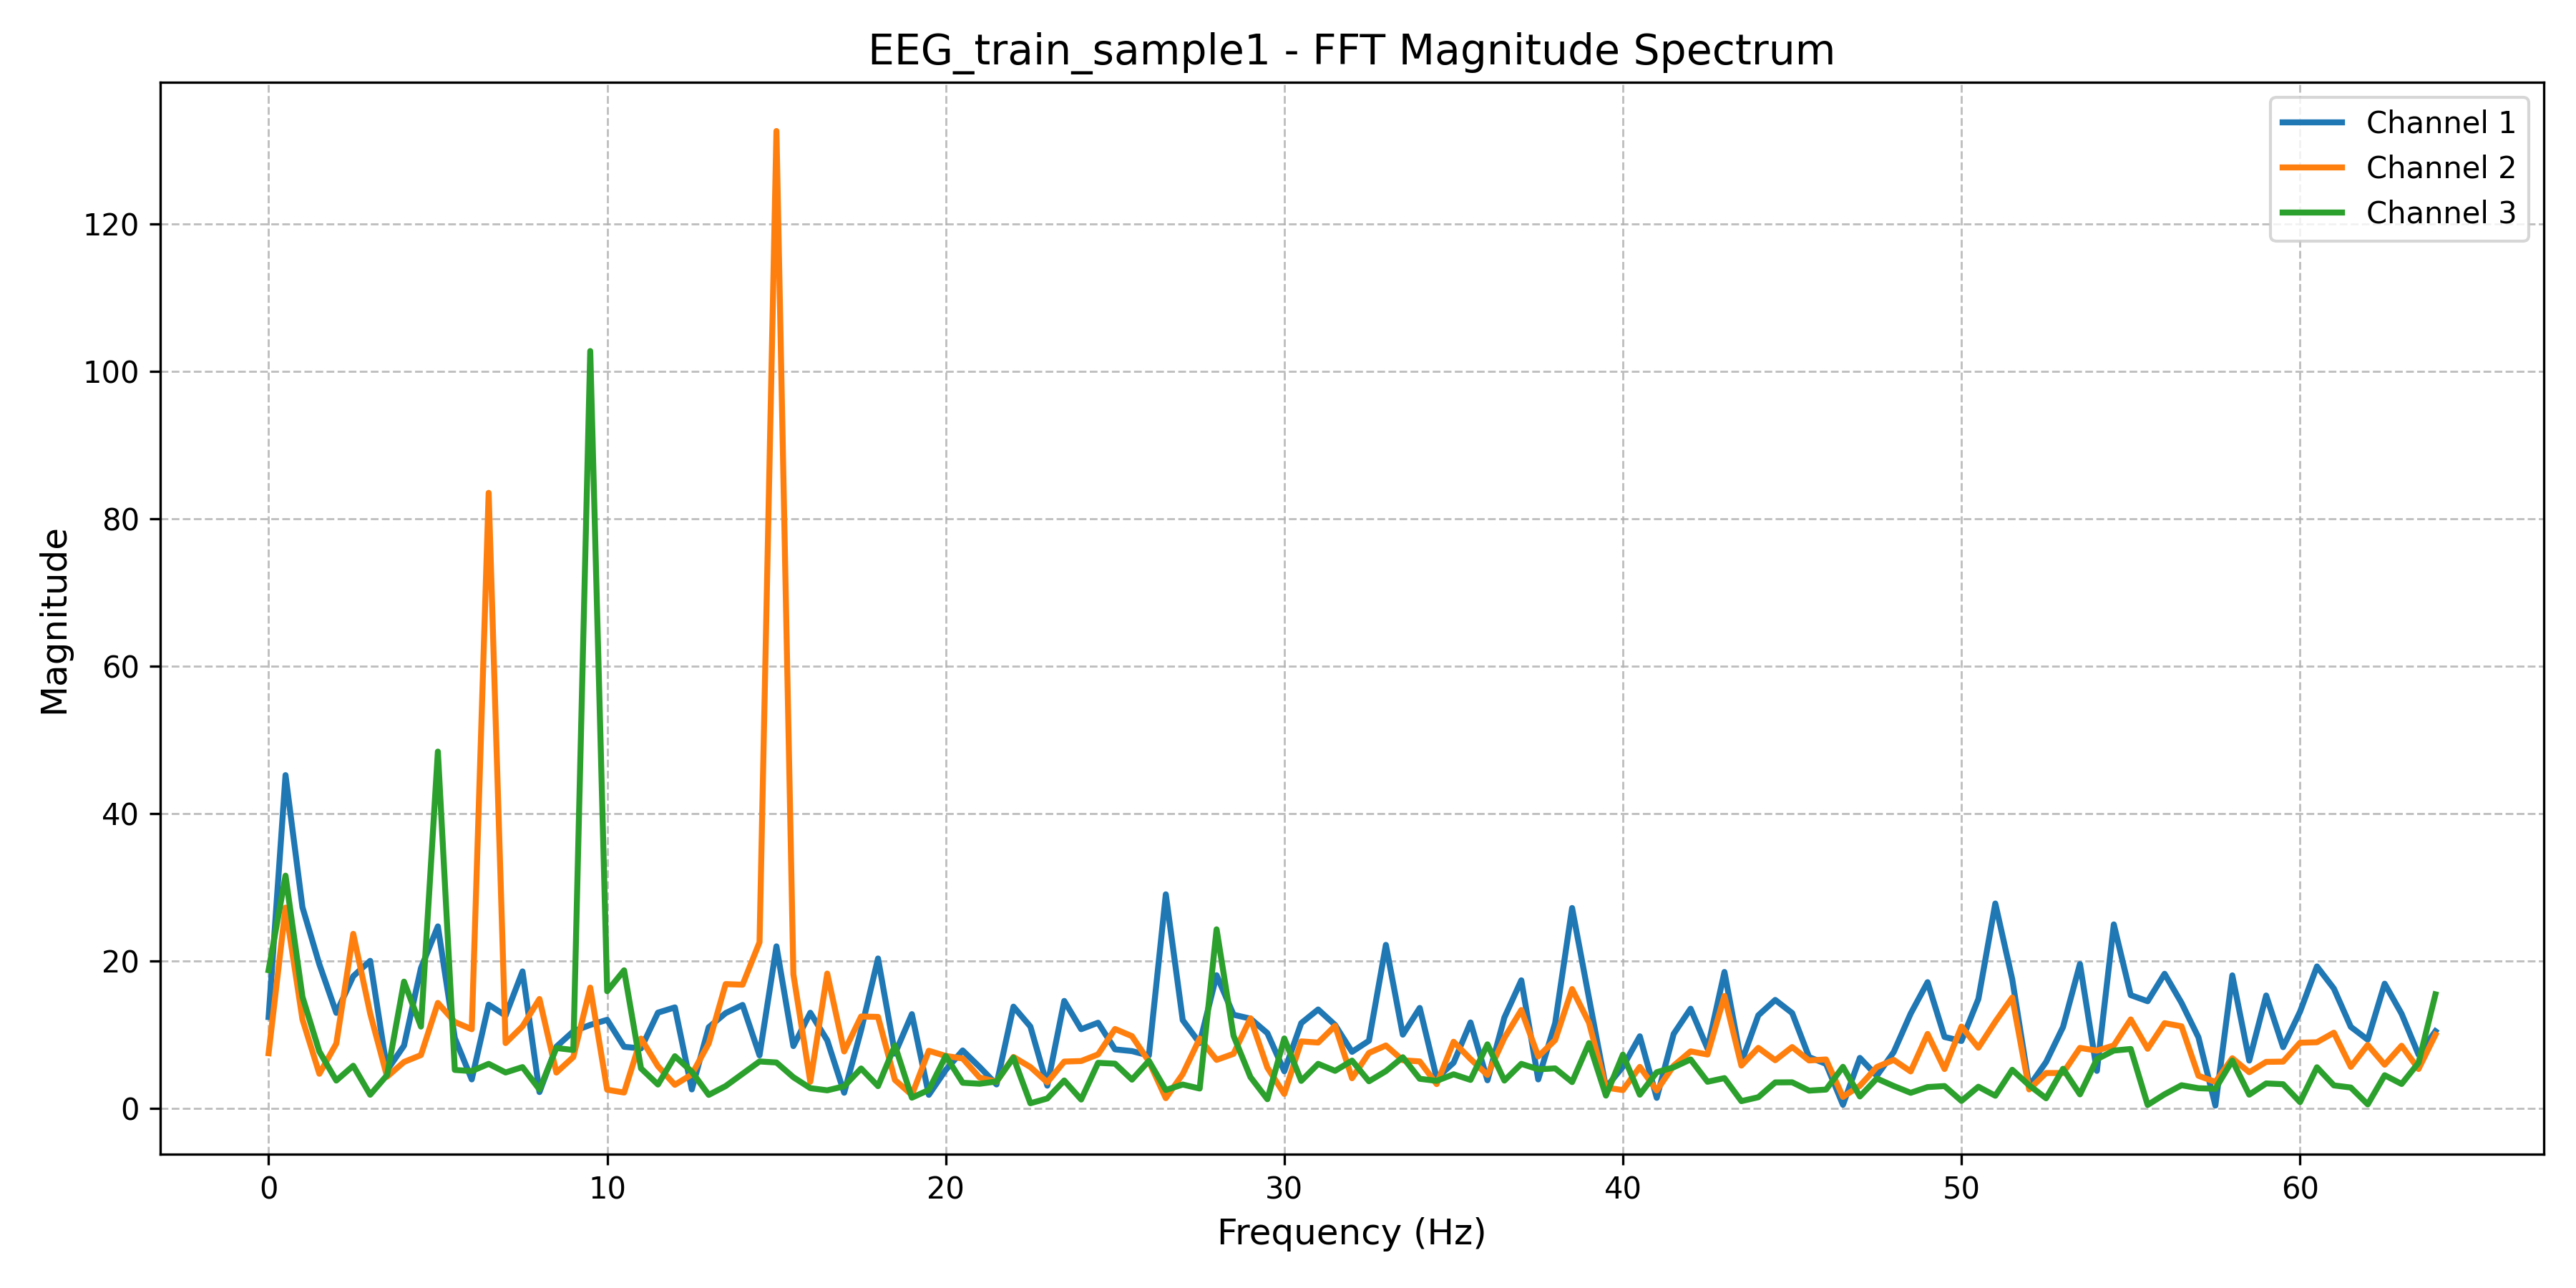 EEG_train_sample1 - FFT Magnitude Spectrum
Channel 1
Channel 2
Channel 3
Magnitude
120
100
80
60
40
20
0
0 10 20 30 40 50 60
Frequency (Hz)